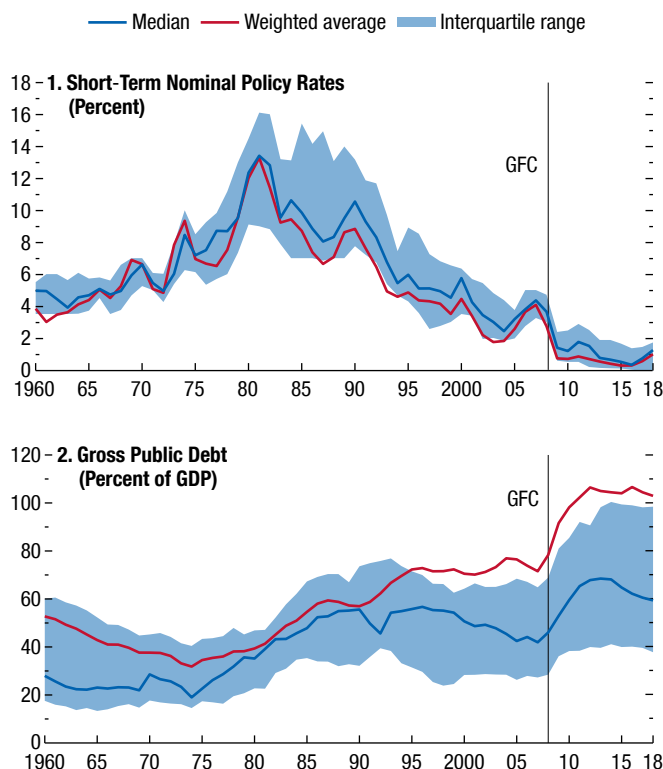 Median Weighted average Interquartile range
1. Short-Term Nominal Policy Rates
(Percent)
18
16
14
12
10
8
6
4
2
0
GFC
1960 65 70 75 80 85 90 95 2000 05 10 15 18
2. Gross Public Debt
(Percent of GDP)
120
100
80
60
40
20
0
GFC
1960 65 70 75 80 85 90 95 2000 05 10 15 18